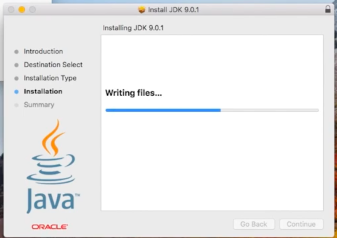 Install JDK 9.0.1
Installing JDK 9.0.1
Introduction
Destination Select
Installation Type
Installation
Summary
Writing files...
Java™
ORACLE®
Go Back
Continue